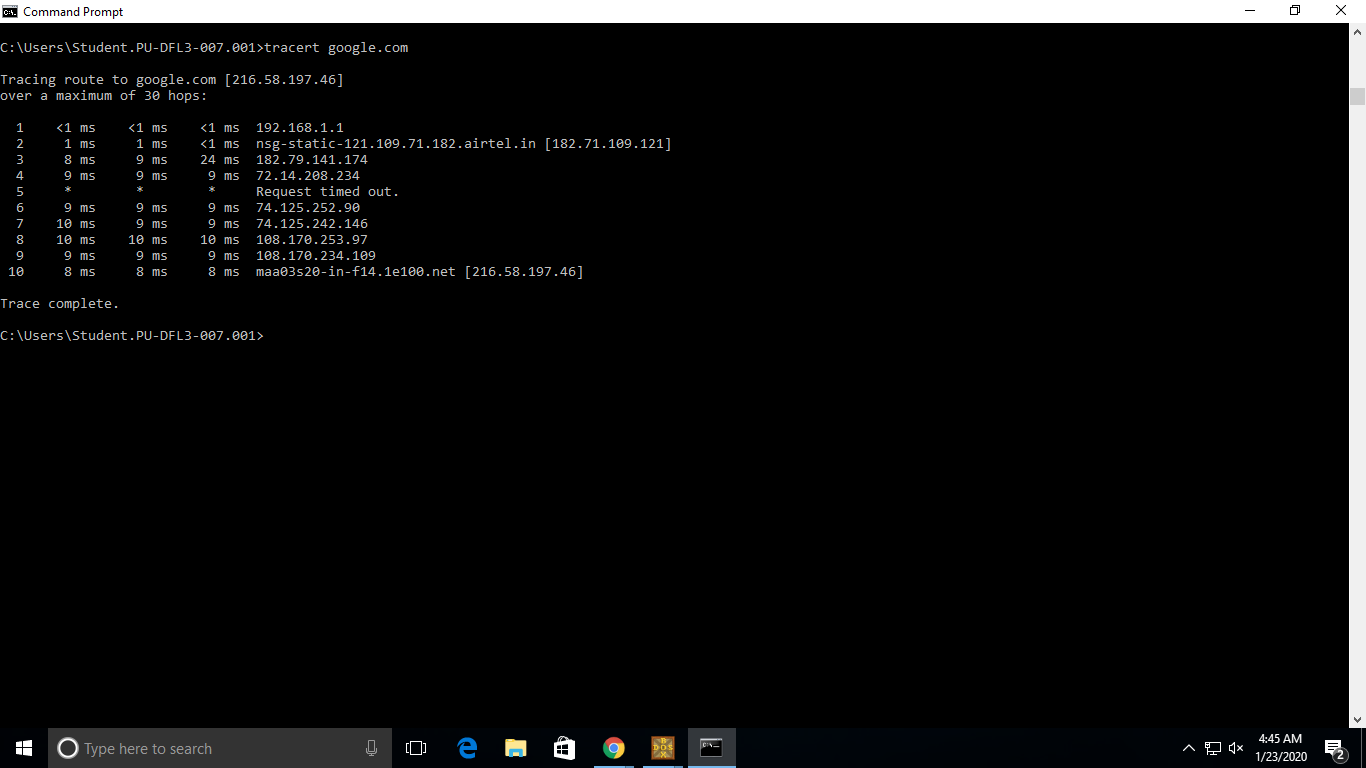 Command Prompt
C:\Users\Student.PU-DFL3-007.001>tracert google.com
Tracing route to google.com [216.58.197.46]
over a maximum of 30 hops:
1 <1 ms <1 ms <1 ms 192.168.1.1
2 1 ms 1 ms <1 ms nsg-static-121.109.71.182.airtel.in [182.71.109.121]
3 8 ms 9 ms 24 ms 182.79.141.174
4 9 ms 9 ms 9 ms 72.14.208.234
5 * * * Request timed out.
6 9 ms 9 ms 9 ms 74.125.252.90
7 10 ms 9 ms 9 ms 74.125.242.146
8 10 ms 10 ms 10 ms 108.170.253.97
9 9 ms 9 ms 9 ms 108.170.234.109
10 8 ms 8 ms 8 ms maa03s20-in-f14.1e100.net [216.58.197.46]
Trace complete.
C:\Users\Student.PU-DFL3-007.001>
Type here to search
4:45 AM
1/23/2020
2